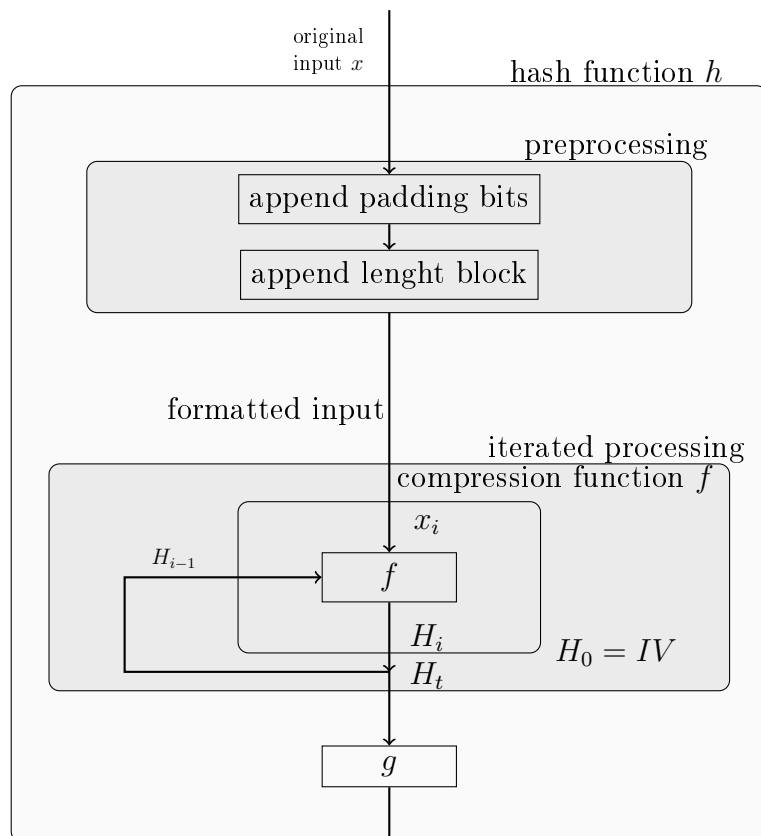 original
input x
hash function h
preprocessing
append padding bits
append lenght block
formatted input
iterated processing
compression function f
x_i
H_{i−1}
f
H_i
H_0 = IV
H_t
g